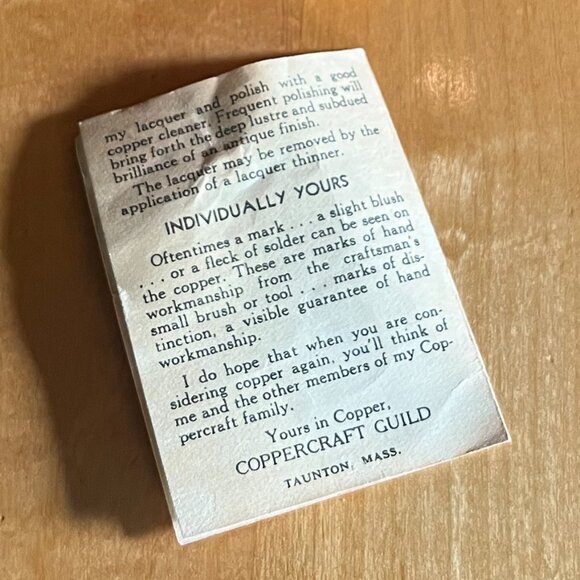 my lacquer and polish with a good
copper cleaner. Frequent polishing will
bring forth the deep lustre and subdued
brilliance of an antique finish.
The lacquer may be removed by the
application of a lacquer thinner.
INDIVIDUALLY YOURS
Oftentimes a mark . . . a slight blush
. . . or a fleck of solder can be seen on
the copper. These are marks of hand
workmanship from the craftsman's
small brush or tool . . . marks of dis-
tinction, a visible guarantee of hand
workmanship.
I do hope that when you are con-
sidering copper again, you'll think of
me and the other members of my Cop-
percraft family.
Yours in Copper,
COPPERCRAFT GUILD
TAUNTON, MASS.